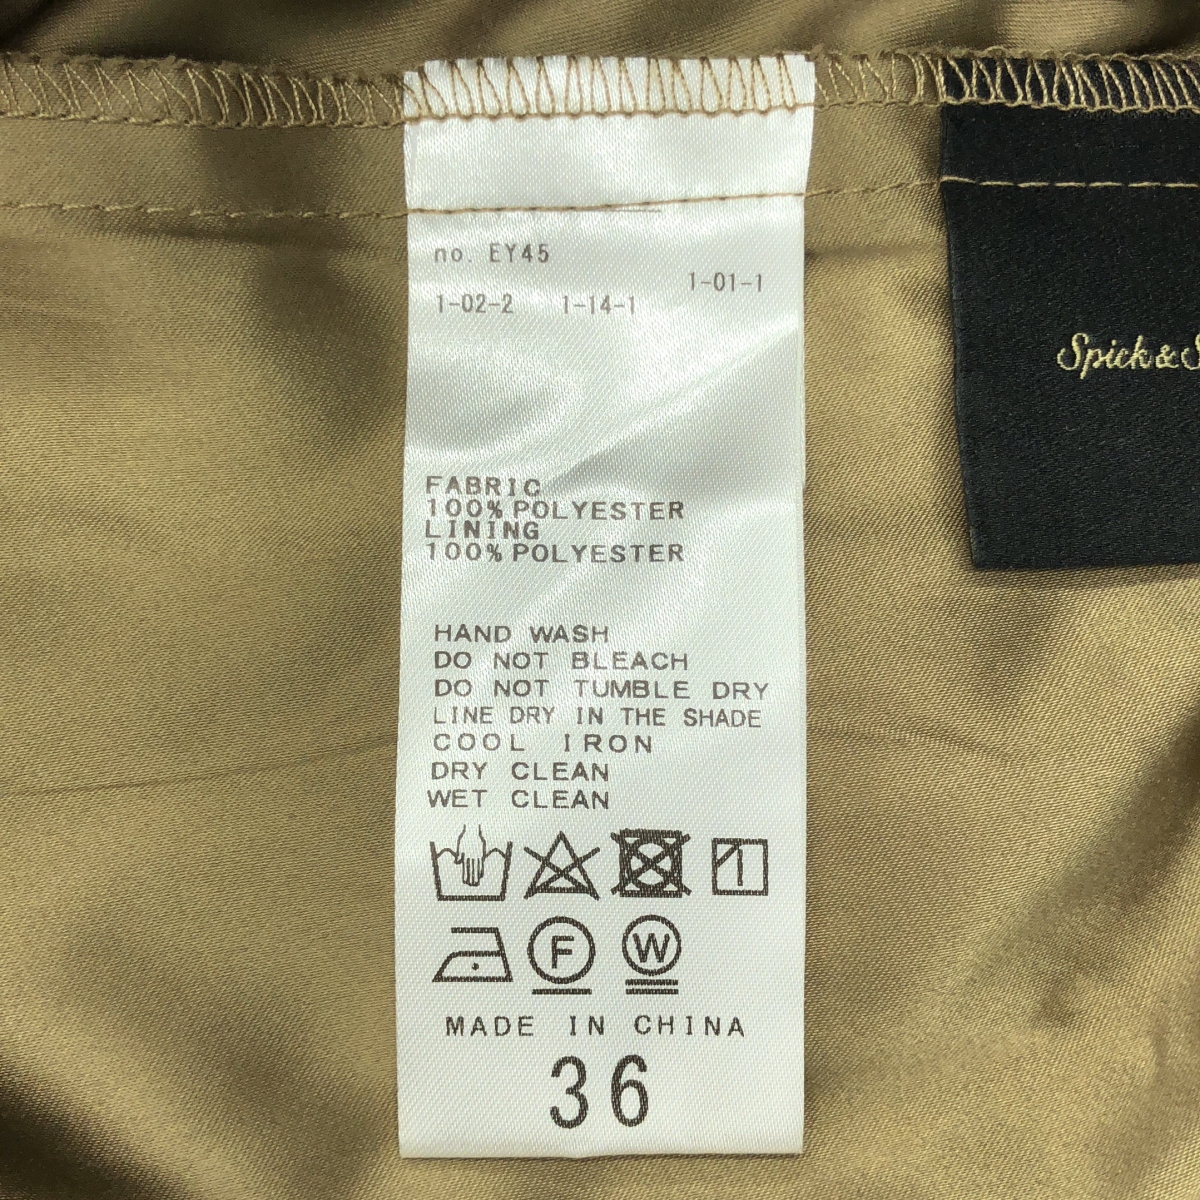 no. EY45
1-01-1
1-02-2 1-14-1
Spick&
FABRIC
100% POLYESTER
LINING
100% POLYESTER
HAND WASH
DO NOT BLEACH
DO NOT TUMBLE DRY
LINE DRY IN THE SHADE
COOL IRON
DRY CLEAN
WET CLEAN
F W
MADE IN CHINA
36